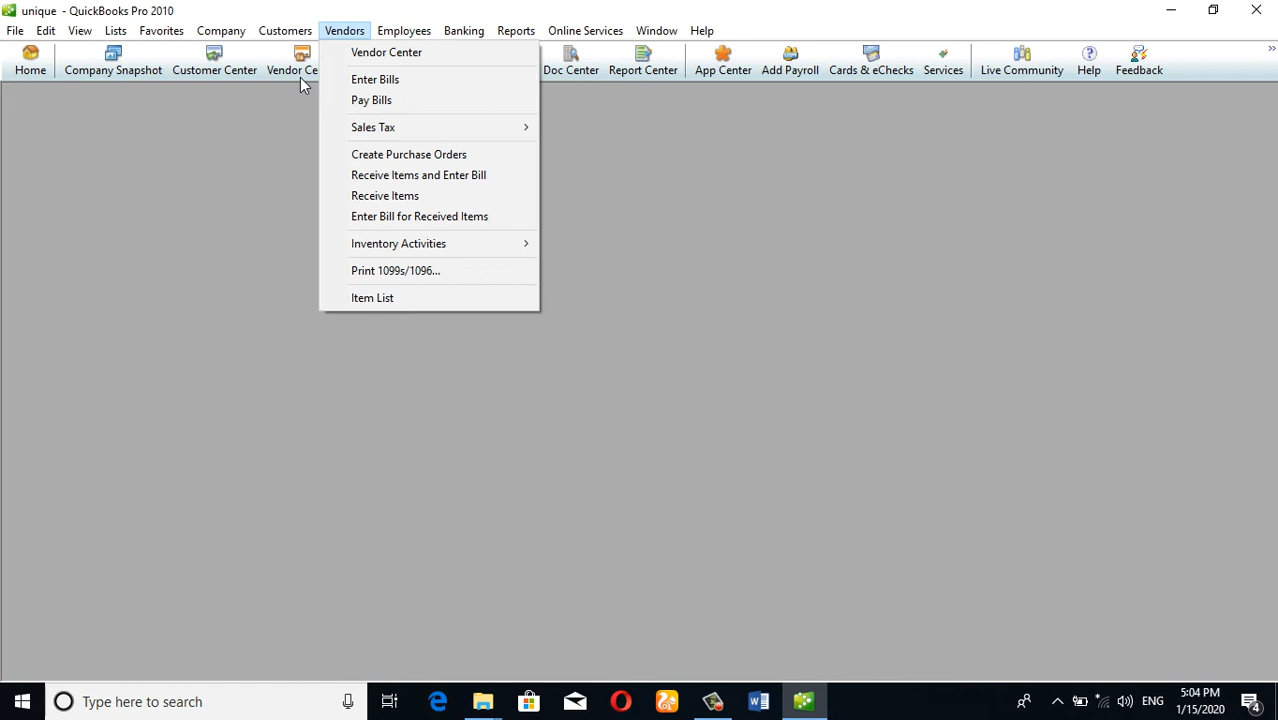 unique - QuickBooks Pro 2010
File Edit View Lists Favorites Company Customers Vendors Employees Banking Reports Online Services Window Help
Home Company Snapshot Customer Center Vendor Ce Doc Center Report Center App Center Add Payroll Cards & eChecks Services Live Community Help Feedback
Vendor Center
Enter Bills
Pay Bills
Sales Tax
Create Purchase Orders
Receive Items and Enter Bill
Receive Items
Enter Bill for Received Items
Inventory Activities
Print 1099s/1096...
Item List
Type here to search
ENG
5:04 PM
1/15/2020
4